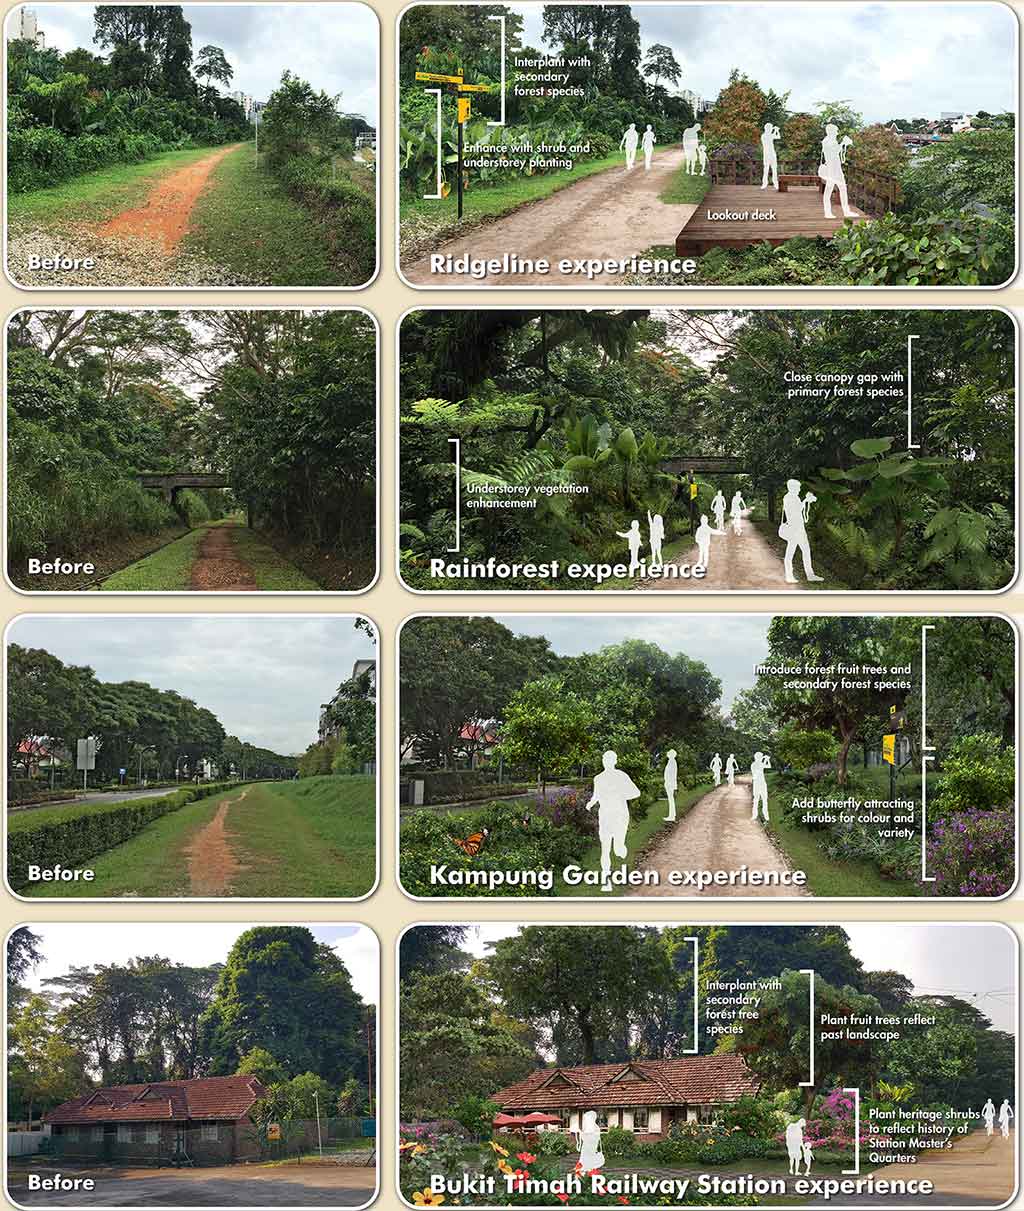 Before
Interplant with
secondary
forest species
Enhance with shrub and
understorey planting
Lookout deck
Ridgeline experience
Before
Close canopy gap with
primary forest species
Understorey vegetation
enhancement
Rainforest experience
Before
Introduce forest fruit trees and
secondary forest species
Add butterfly attracting
shrubs for colour and
variety
Kampung Garden experience
Before
Interplant with
secondary
forest tree
species
Plant fruit trees reflect
past landscape
Plant heritage shrubs
to reflect history of
Station Master's
Quarters
Bukit Timah Railway Station experience